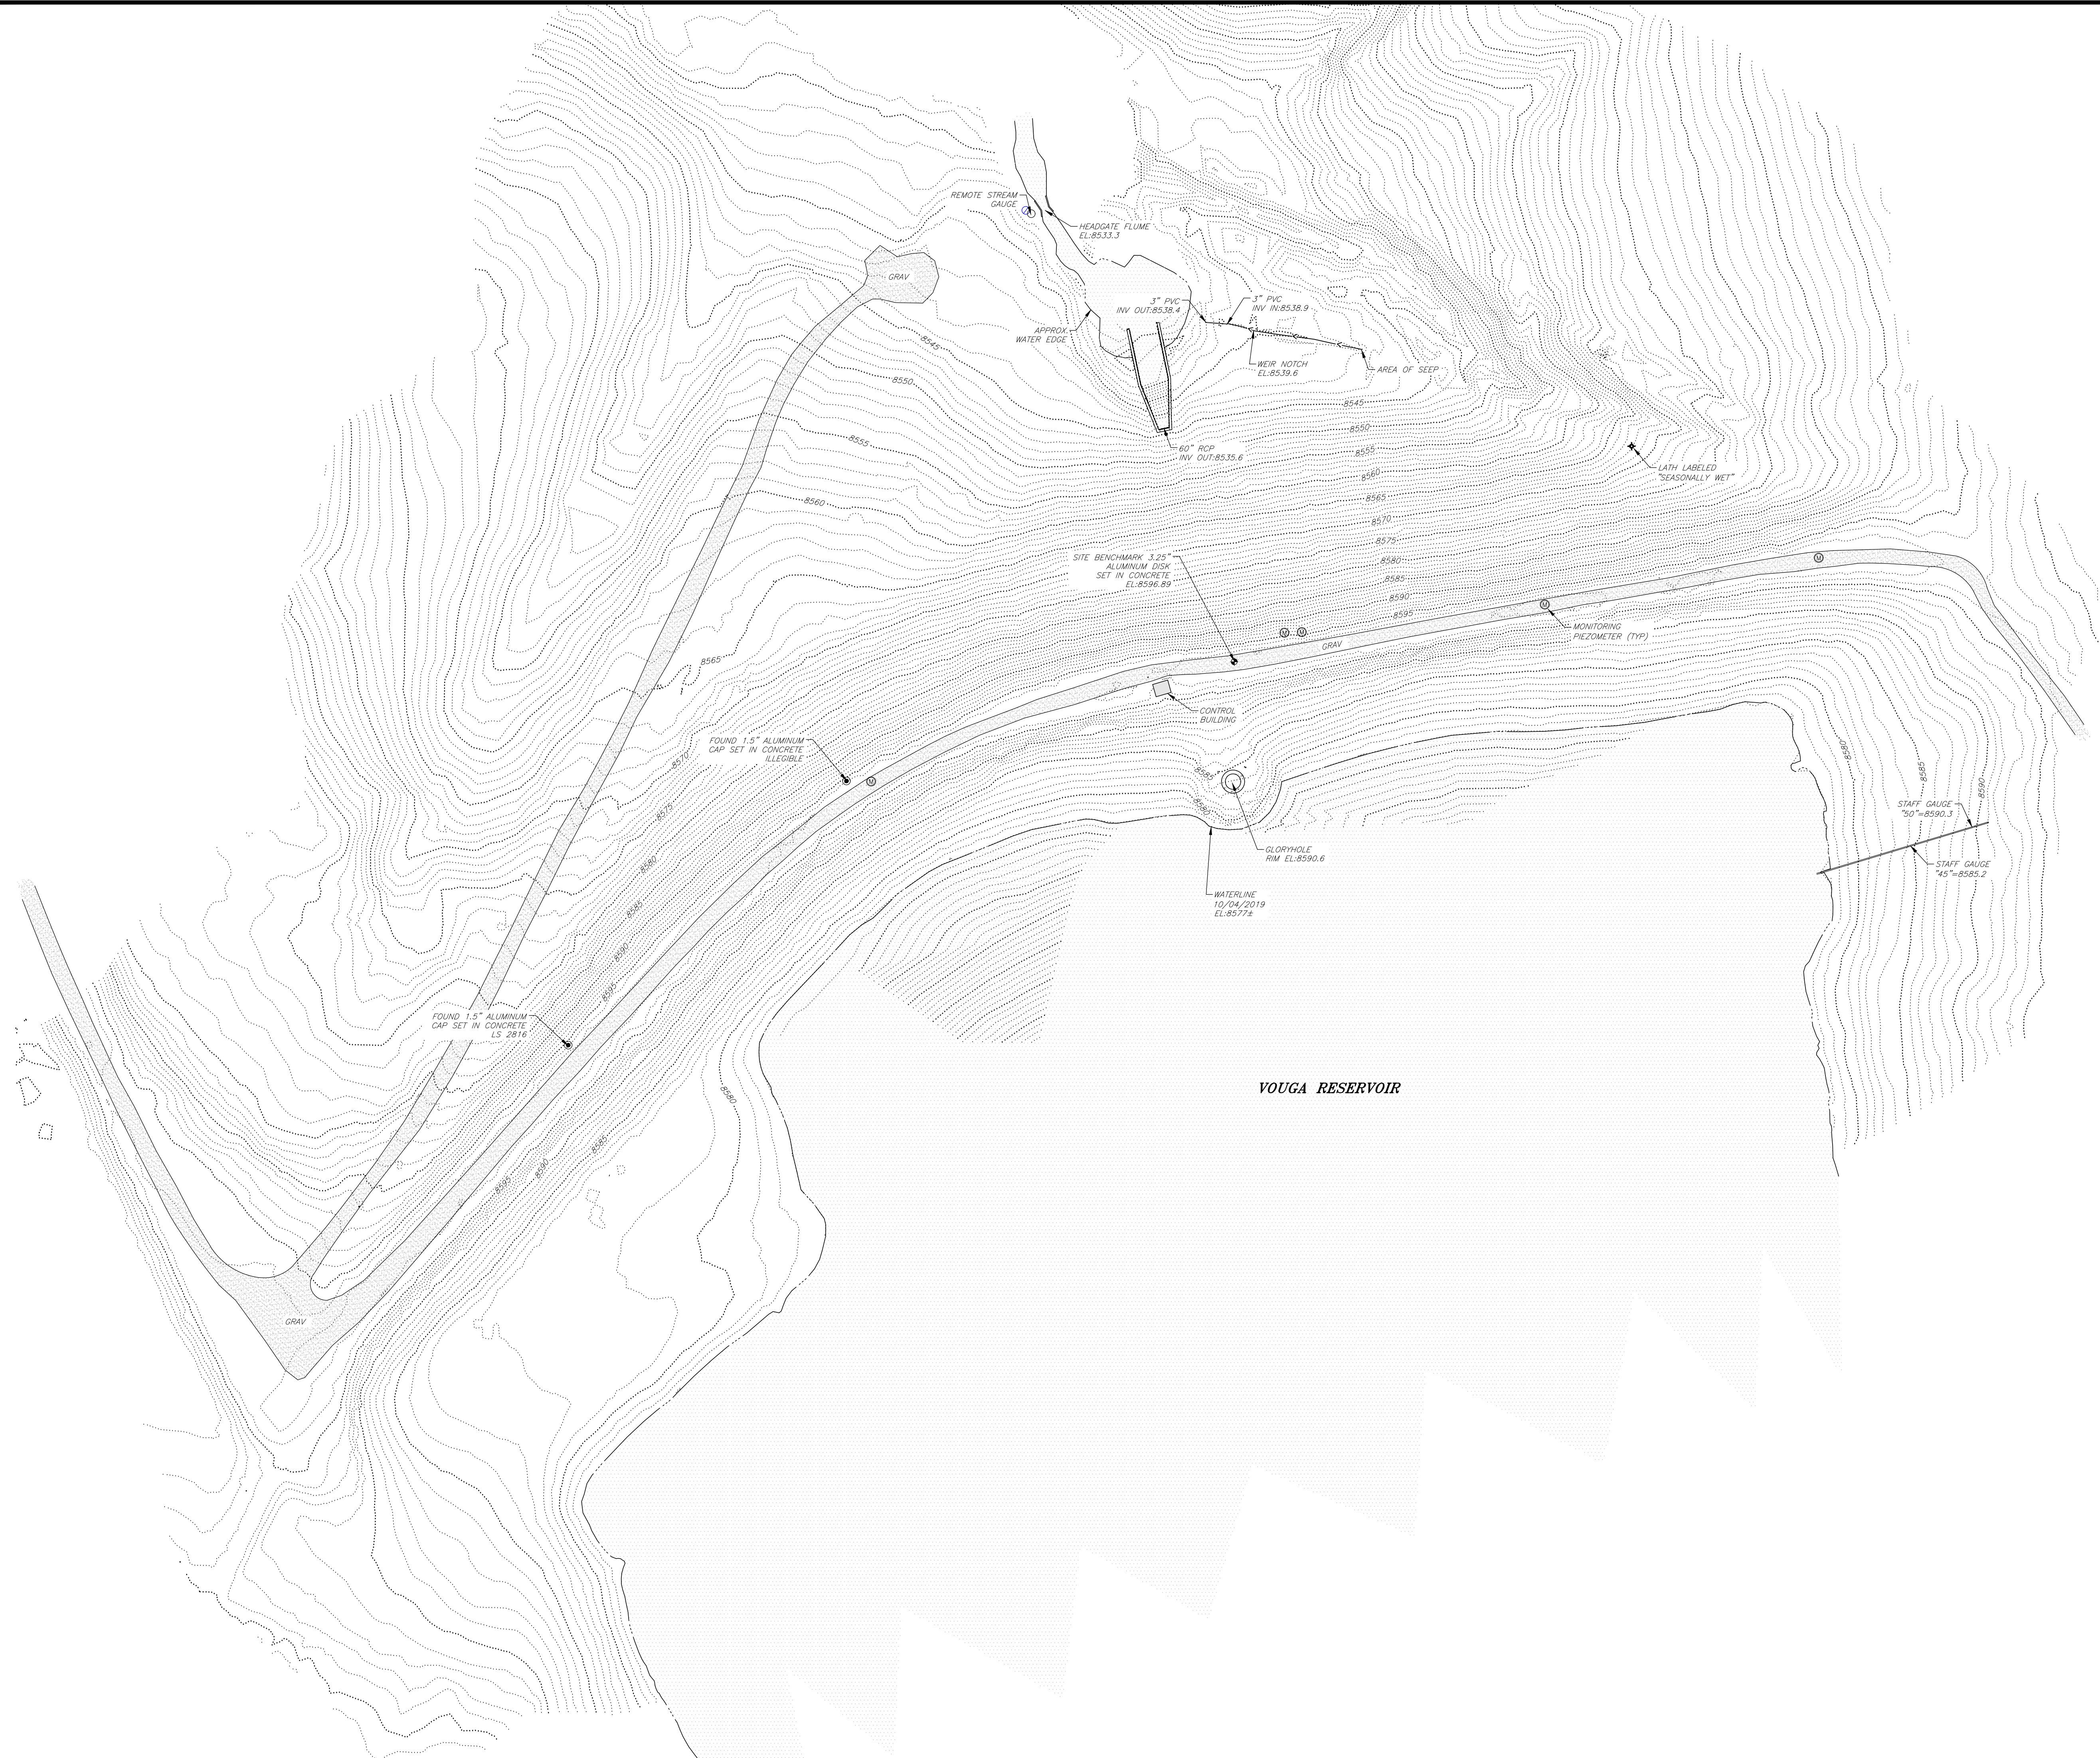 REMOTE STREAM
GAUGE
HEADGATE FLUME
EL:8533.3
GRAV
3" PVC
INV OUT:8538.4
3" PVC
INV IN:8538.9
APPROX.
WATER EDGE
WEIR NOTCH
EL:8539.6
AREA OF SEEP
8545
8550
8555
8560
8545
8550
8555
8560
8565
8570
8575
8580
8585
8590
8595
60" RCP
INV OUT:8535.6
LATH LABELED
"SEASONALLY WET"
SITE BENCHMARK 3.25"
ALUMINUM DISK
SET IN CONCRETE
EL:8596.89
M
M
M
M
M
MONITORING
PIEZOMETER (TYP)
GRAV
8565
CONTROL
BUILDING
FOUND 1.5" ALUMINUM
CAP SET IN CONCRETE
ILLEGIBLE
8570
8575
8580
8585
8590
8595
8585
8580
GLORYHOLE
RIM EL:8590.6
8580
8585
8590
STAFF GAUGE
"50"=8590.3
STAFF GAUGE
"45"=8585.2
WATERLINE
10/04/2019
EL:8577±
FOUND 1.5" ALUMINUM
CAP SET IN CONCRETE
LS 2816
VOUGA RESERVOIR
8580
8585
8590
8595
GRAV